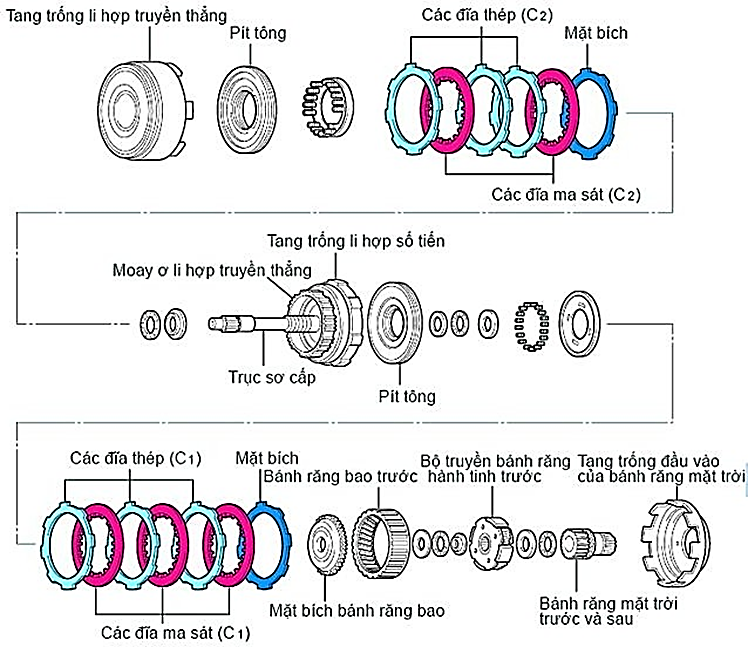 Tang trống li hợp truyền thẳng
Pít tông
Các đĩa thép (C2)
Mặt bích
Các đĩa ma sát (C2)
Tang trống li hợp số tiến
Moay ơ li hợp truyền thẳng
Trục sơ cấp
Pít tông
Các đĩa thép (C1)
Mặt bích
Bánh răng bao trước
Bộ truyền bánh răng
hành tinh trước
Tang trống đầu vào
của bánh răng mặt trời
Mặt bích bánh răng bao
Bánh răng mặt trời
trước và sau
Các đĩa ma sát (C1)